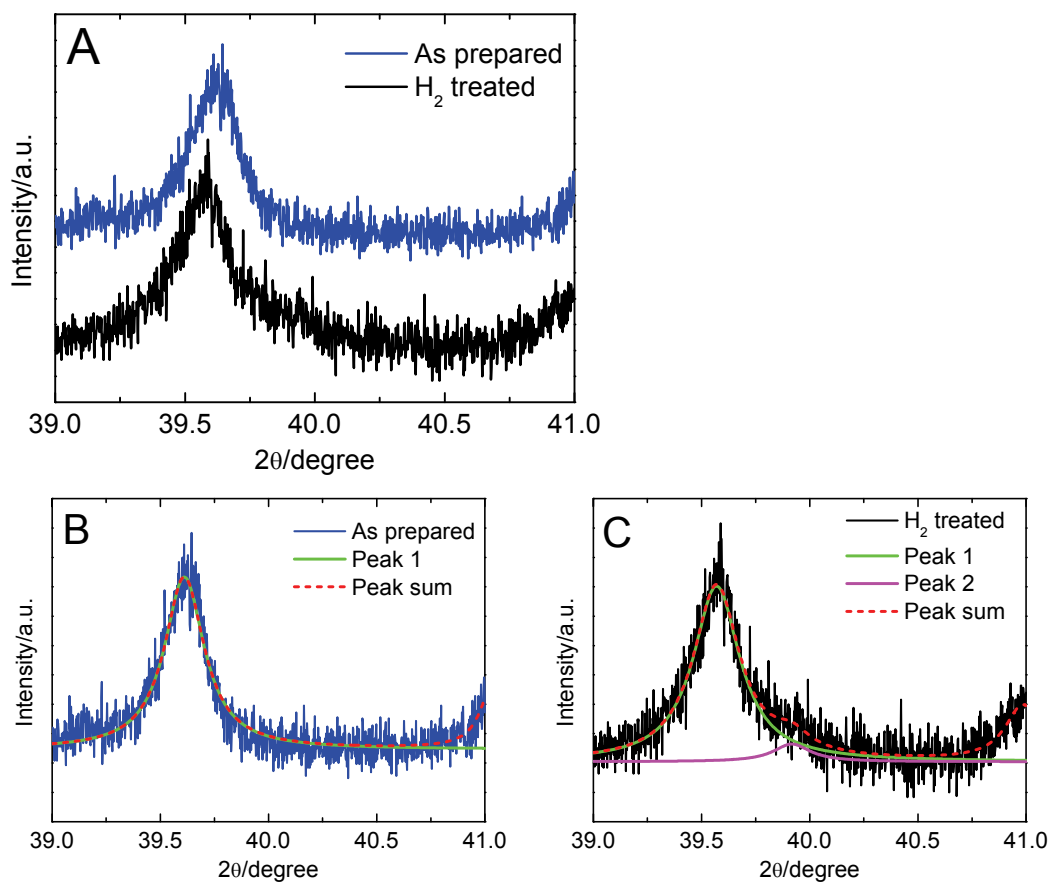 A
As prepared
H₂ treated
Intensity/a.u.
39.0 39.5 40.0 40.5 41.0
2θ/degree
B
As prepared
Peak 1
Peak sum
Intensity/a.u.
39.0 39.5 40.0 40.5 41.0
2θ/degree
C
H₂ treated
Peak 1
Peak 2
Peak sum
Intensity/a.u.
39.0 39.5 40.0 40.5 41.0
2θ/degree